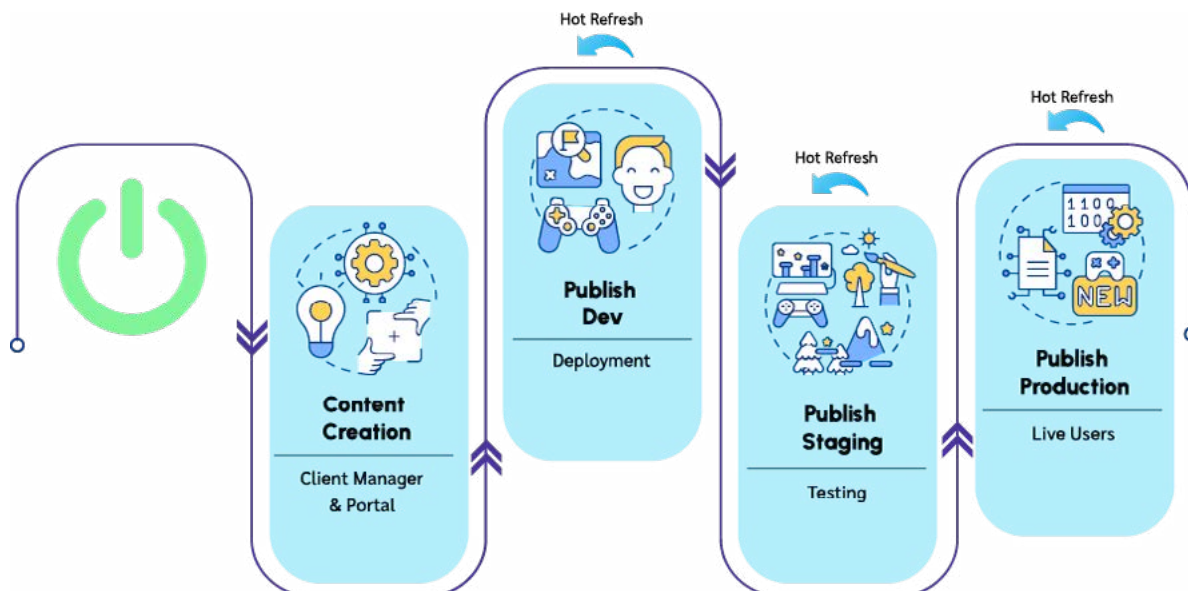 Content
Creation
Client Manager
& Portal
Hot Refresh
Publish
Dev
Deployment
Hot Refresh
Publish
Staging
Testing
Hot Refresh
1100
100
NEW
Publish
Production
Live Users